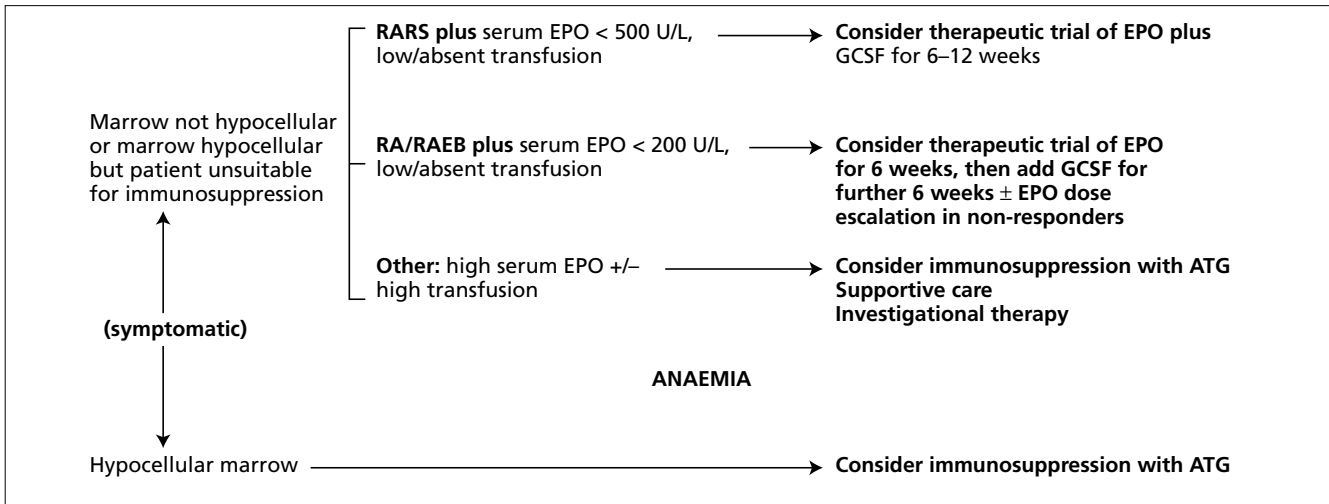 RARS plus serum EPO < 500 U/L,
low/absent transfusion
Consider therapeutic trial of EPO plus
GCSF for 6–12 weeks
Marrow not hypocellular
or marrow hypocellular
but patient unsuitable
for immunosuppression
RA/RAEB plus serum EPO < 200 U/L,
low/absent transfusion
Consider therapeutic trial of EPO
for 6 weeks, then add GCSF for
further 6 weeks ± EPO dose
escalation in non-responders
Other: high serum EPO +/–
high transfusion
Consider immunosuppression with ATG
Supportive care
Investigational therapy
(symptomatic)
ANAEMIA
Hypocellular marrow
Consider immunosuppression with ATG